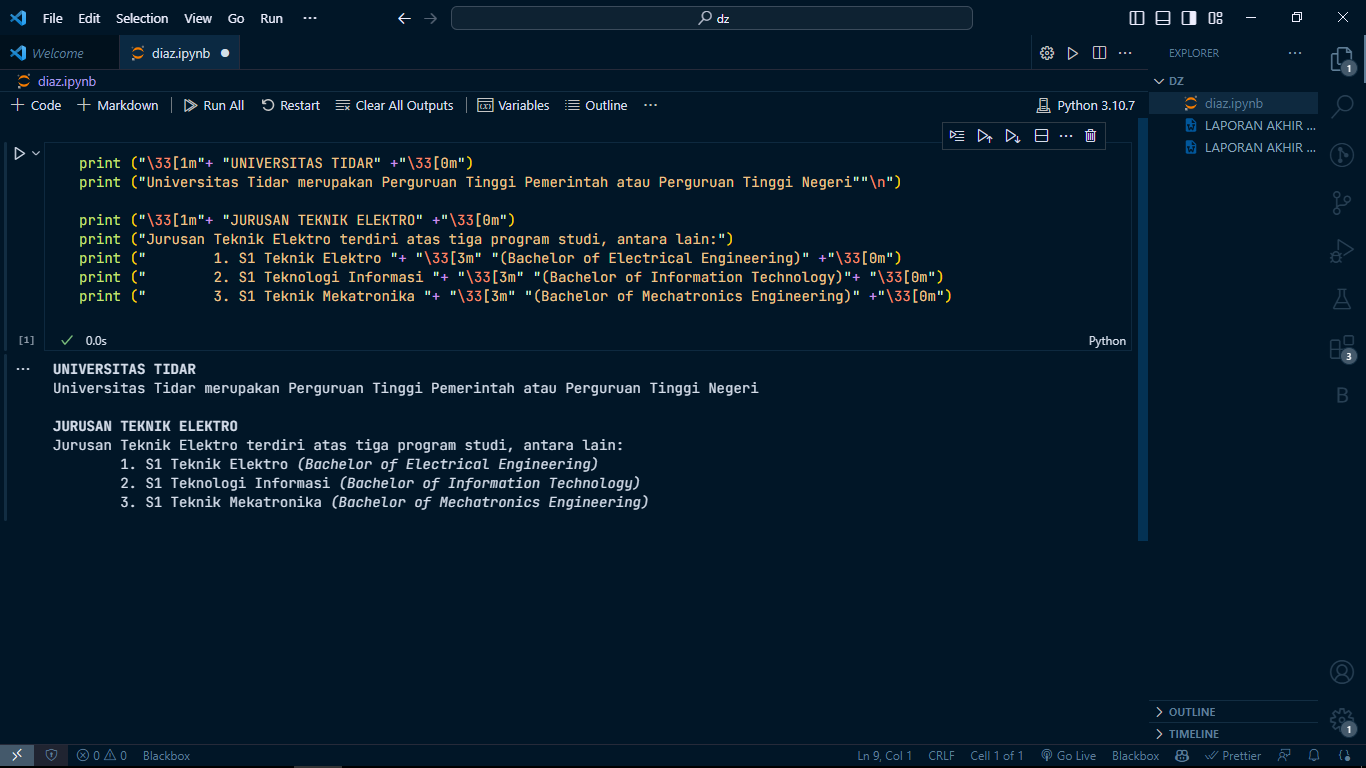 File Edit Selection View Go Run ··· dz
Welcome diaz.ipynb
diaz.ipynb
Code Markdown Run All Restart Clear All Outputs Variables Outline ··· Python 3.10.7
print ("\33[1m"+ "UNIVERSITAS TIDAR" +"\33[0m")
print ("Universitas Tidar merupakan Perguruan Tinggi Pemerintah atau Perguruan Tinggi Negeri""\n")
print ("\33[1m"+ "JURUSAN TEKNIK ELEKTRO" +"\33[0m")
print ("Jurusan Teknik Elektro terdiri atas tiga program studi, antara lain:")
print ("        1. S1 Teknik Elektro "+ "\33[3m" "(Bachelor of Electrical Engineering)" +"\33[0m")
print ("        2. S1 Teknologi Informasi "+ "\33[3m" "(Bachelor of Information Technology)"+ "\33[0m")
print ("        3. S1 Teknik Mekatronika "+ "\33[3m" "(Bachelor of Mechatronics Engineering)" +"\33[0m")
[1] 0.0s Python
UNIVERSITAS TIDAR
Universitas Tidar merupakan Perguruan Tinggi Pemerintah atau Perguruan Tinggi Negeri
JURUSAN TEKNIK ELEKTRO
Jurusan Teknik Elektro terdiri atas tiga program studi, antara lain:
1. S1 Teknik Elektro (Bachelor of Electrical Engineering)
2. S1 Teknologi Informasi (Bachelor of Information Technology)
3. S1 Teknik Mekatronika (Bachelor of Mechatronics Engineering)
EXPLORER
DZ
diaz.ipynb
LAPORAN AKHIR ...
LAPORAN AKHIR ...
OUTLINE
TIMELINE
1
3
B
1
0 0 Blackbox Ln 9, Col 1 CRLF Cell 1 of 1 Go Live Blackbox Prettier